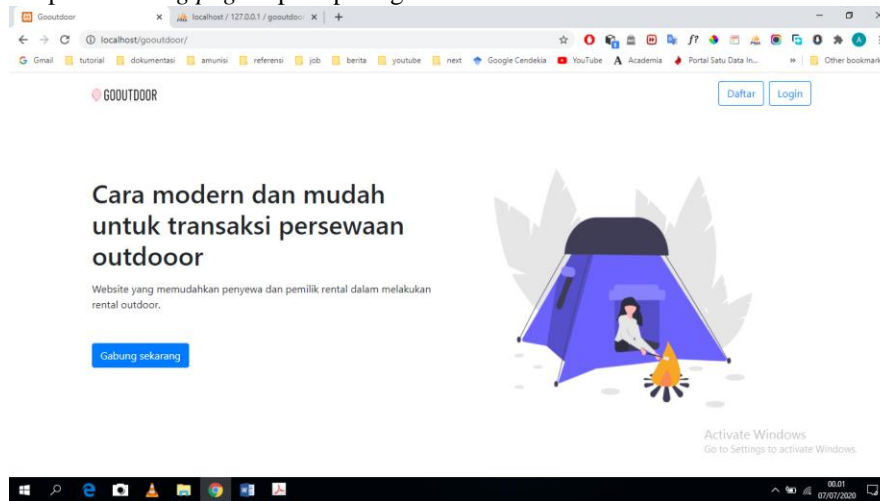 Gooutdoor
localhost / 127.0.0.1 / gooutdoo
localhost/gooutdoor/
Gmail tutorial dokumentasi amunisi referensi job berita youtube next Google Cendekia YouTube Academia Portal Satu Data In... Other bookmark
GOOUTDOOR
Daftar Login
Cara modern dan mudah
untuk transaksi persewaan
outdooor
Website yang memudahkan penyewa dan pemilik rental dalam melakukan
rental outdoor.
Gabung sekarang
Activate Windows
Go to Settings to activate Windows.
00.01
07/07/2020